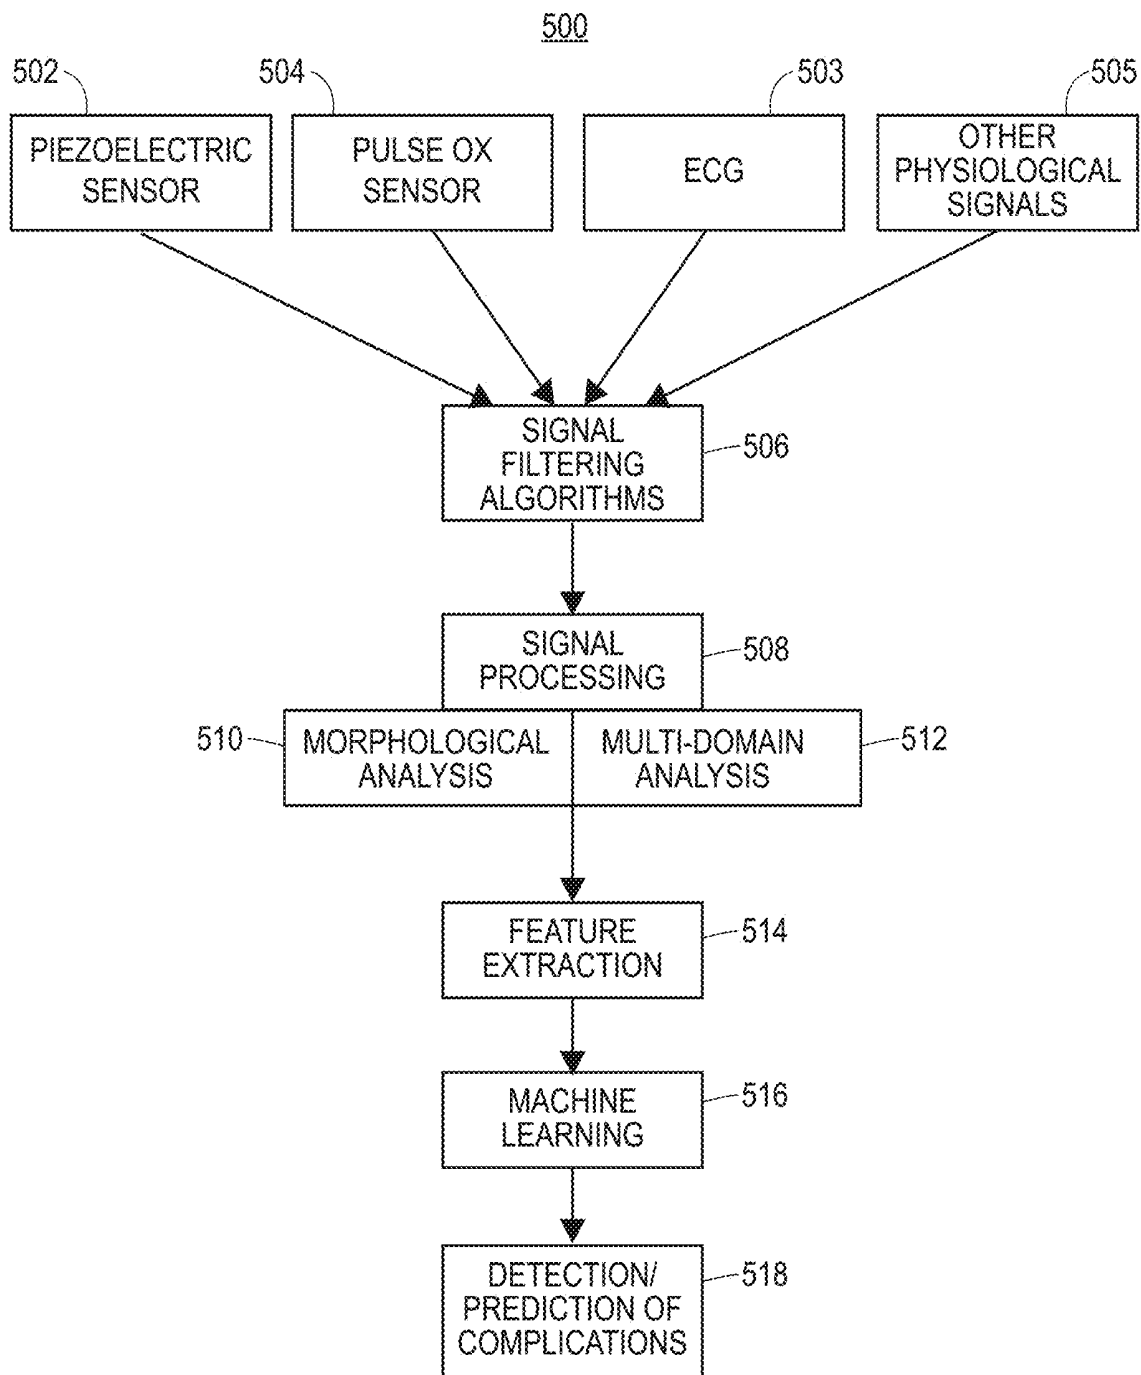 500
502
504
503
505
PIEZOELECTRIC
SENSOR
PULSE OX
SENSOR
ECG
OTHER
PHYSIOLOGICAL
SIGNALS
SIGNAL
FILTERING
ALGORITHMS
506
SIGNAL
PROCESSING
508
510
MORPHOLOGICAL
ANALYSIS
MULTI-DOMAIN
ANALYSIS
512
FEATURE
EXTRACTION
514
MACHINE
LEARNING
516
DETECTION/
PREDICTION OF
COMPLICATIONS
518